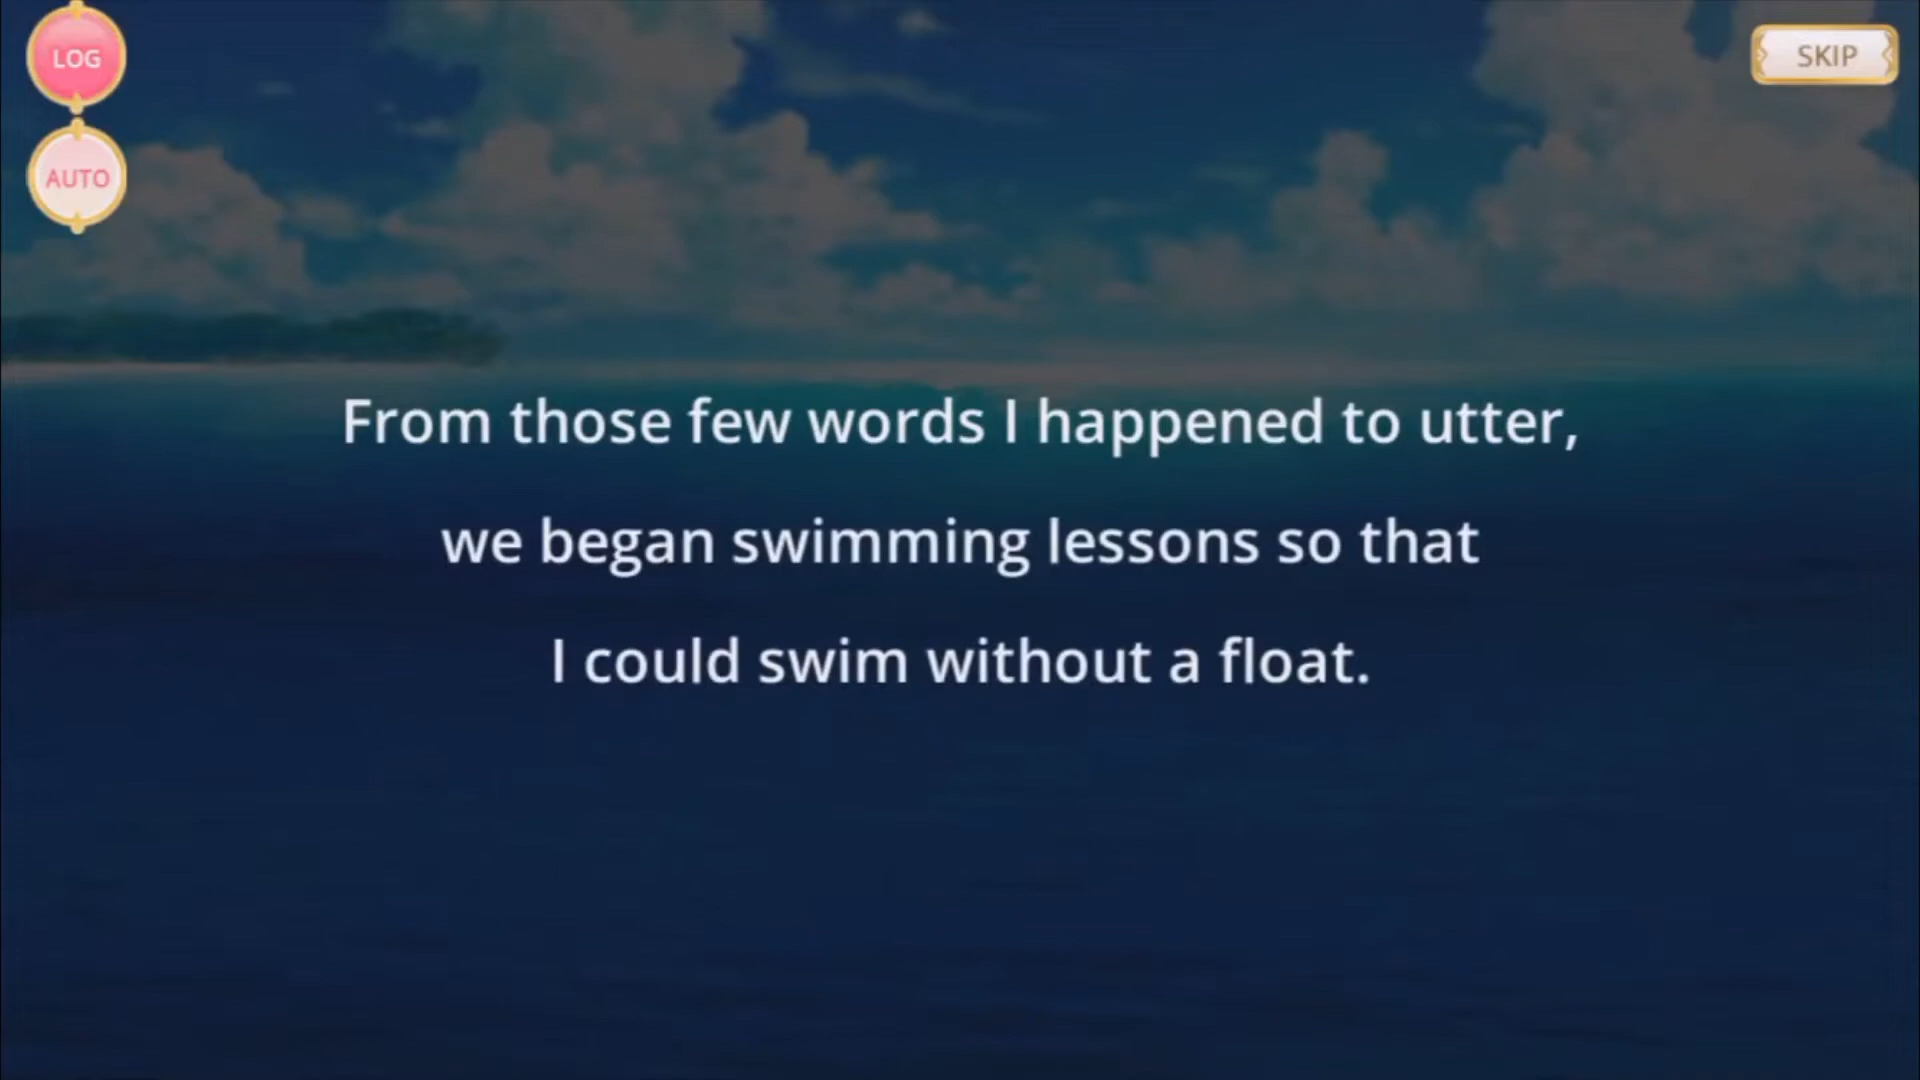 LOG
SKIP
AUTO
From those few words I happened to utter,
we began swimming lessons so that
I could swim without a float.